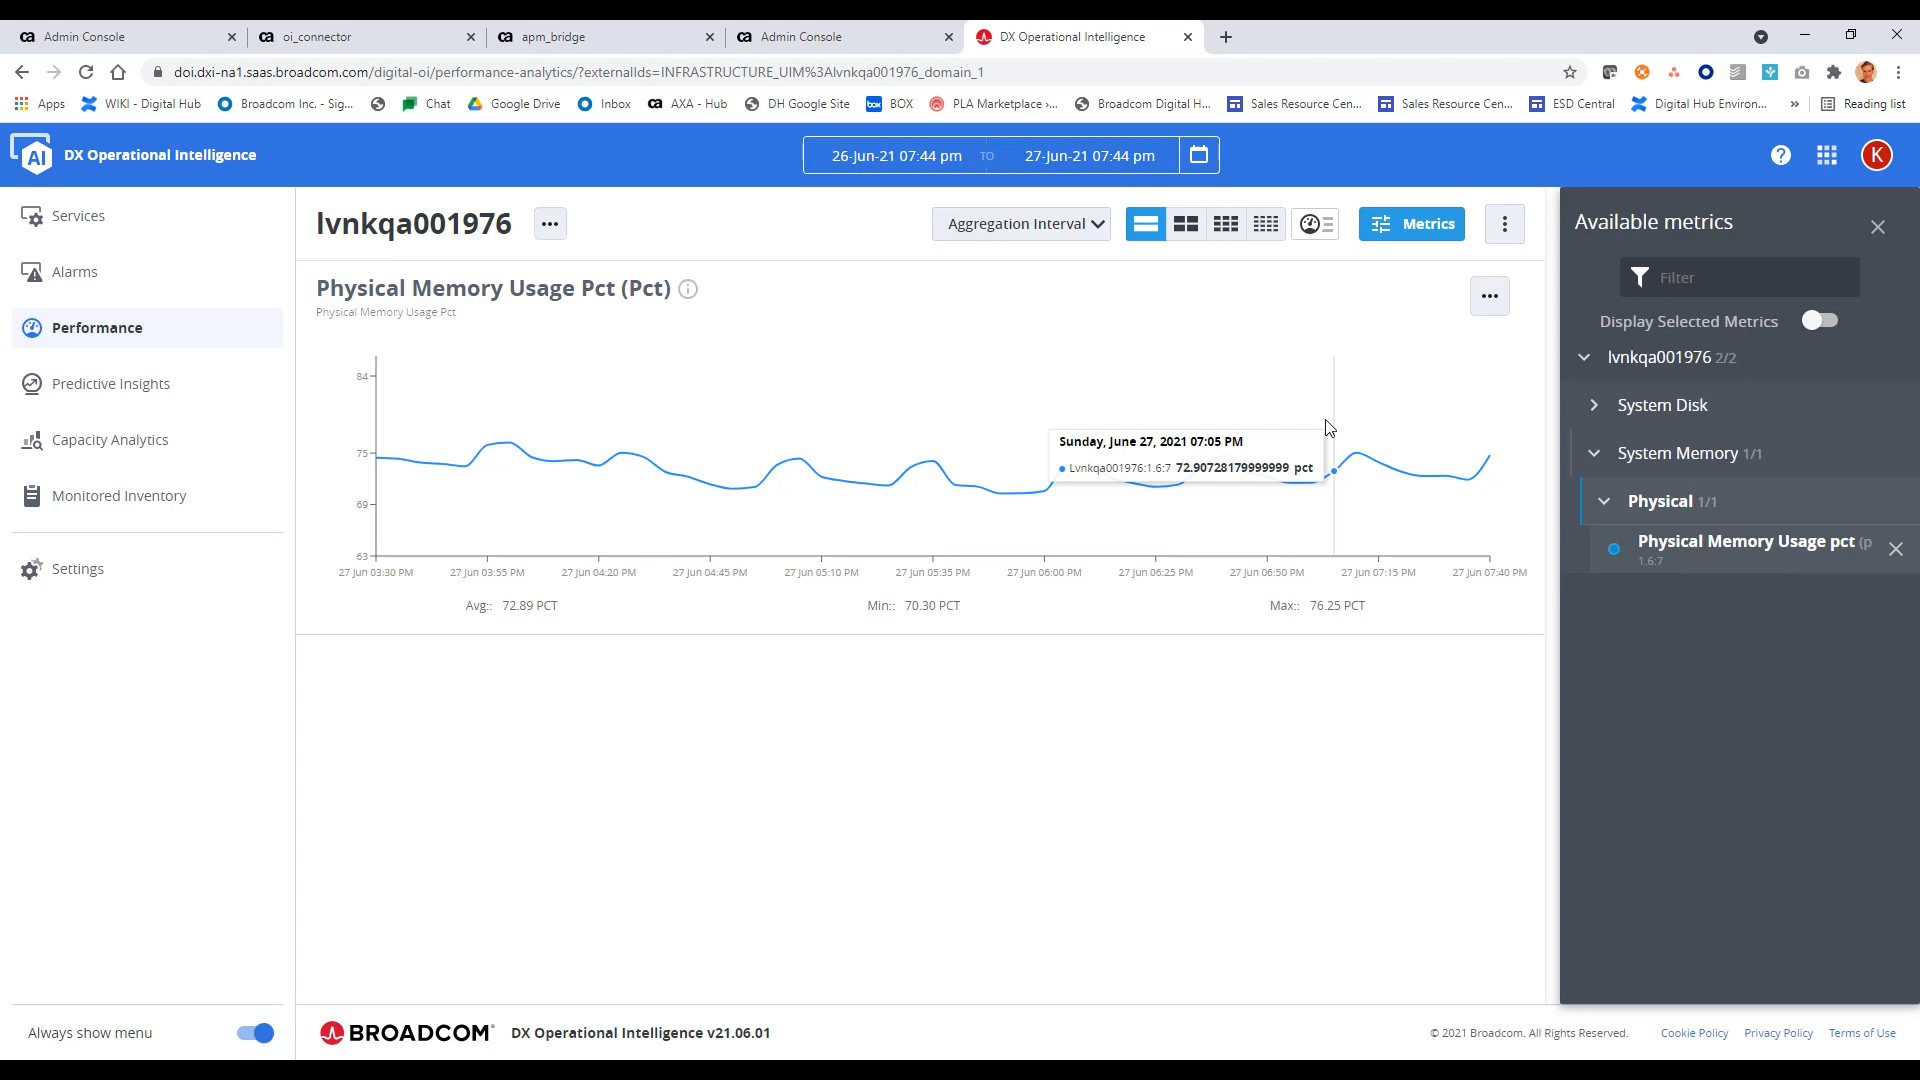 Admin Console
oi_connector
apm_bridge
Admin Console
DX Operational Intelligence
doi.dxi-na1.saas.broadcom.com/digital-oi/performance-analytics/?externalIds=INFRASTRUCTURE_UIM%3Alvnkqa001976_domain_1
Apps
WIKI - Digital Hub
Broadcom Inc. - Sig...
Chat
Google Drive
Inbox
AXA - Hub
DH Google Site
BOX
PLA Marketplace >...
Broadcom Digital H...
Sales Resource Cen...
Sales Resource Cen...
ESD Central
Digital Hub Environ...
»
Reading list
AI
DX Operational Intelligence
26-Jun-21 07:44 pm TO 27-Jun-21 07:44 pm
?
K
Services
Alarms
Performance
Predictive Insights
Capacity Analytics
Monitored Inventory
Settings
Always show menu
lvnkqa001976
Aggregation Interval
Metrics
Physical Memory Usage Pct (Pct)
Physical Memory Usage Pct
84
75
69
63
Sunday, June 27, 2021 07:05 PM
Lvnkqa001976:1.6:7 72.90728179999999 pct
27 Jun 03:30 PM
27 Jun 03:55 PM
27 Jun 04:20 PM
27 Jun 04:45 PM
27 Jun 05:10 PM
27 Jun 05:35 PM
27 Jun 06:00 PM
27 Jun 06:25 PM
27 Jun 06:50 PM
27 Jun 07:15 PM
27 Jun 07:40 PM
Avg:: 72.89 PCT
Min:: 70.30 PCT
Max:: 76.25 PCT
Available metrics
Filter
Display Selected Metrics
lvnkqa001976 2/2
System Disk
System Memory 1/1
Physical 1/1
Physical Memory Usage pct (p
1.6:7
BROADCOM
DX Operational Intelligence v21.06.01
© 2021 Broadcom. All Rights Reserved.
Cookie Policy
Privacy Policy
Terms of Use